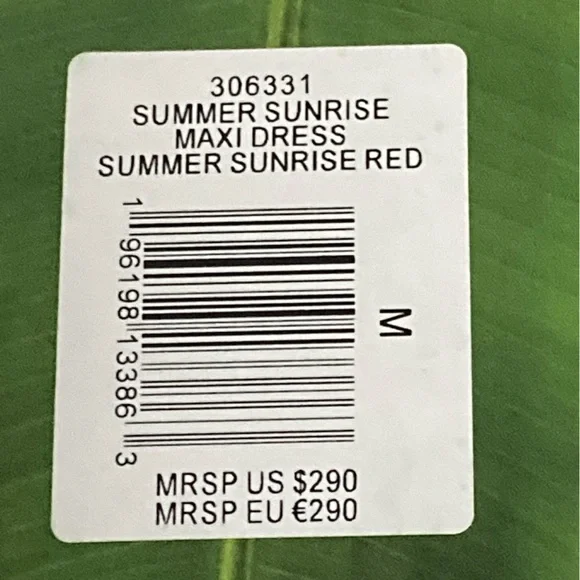 306331
SUMMER SUNRISE
MAXI DRESS
SUMMER SUNRISE RED
1 96198 13386 3
M
MRSP US $290
MRSP EU €290